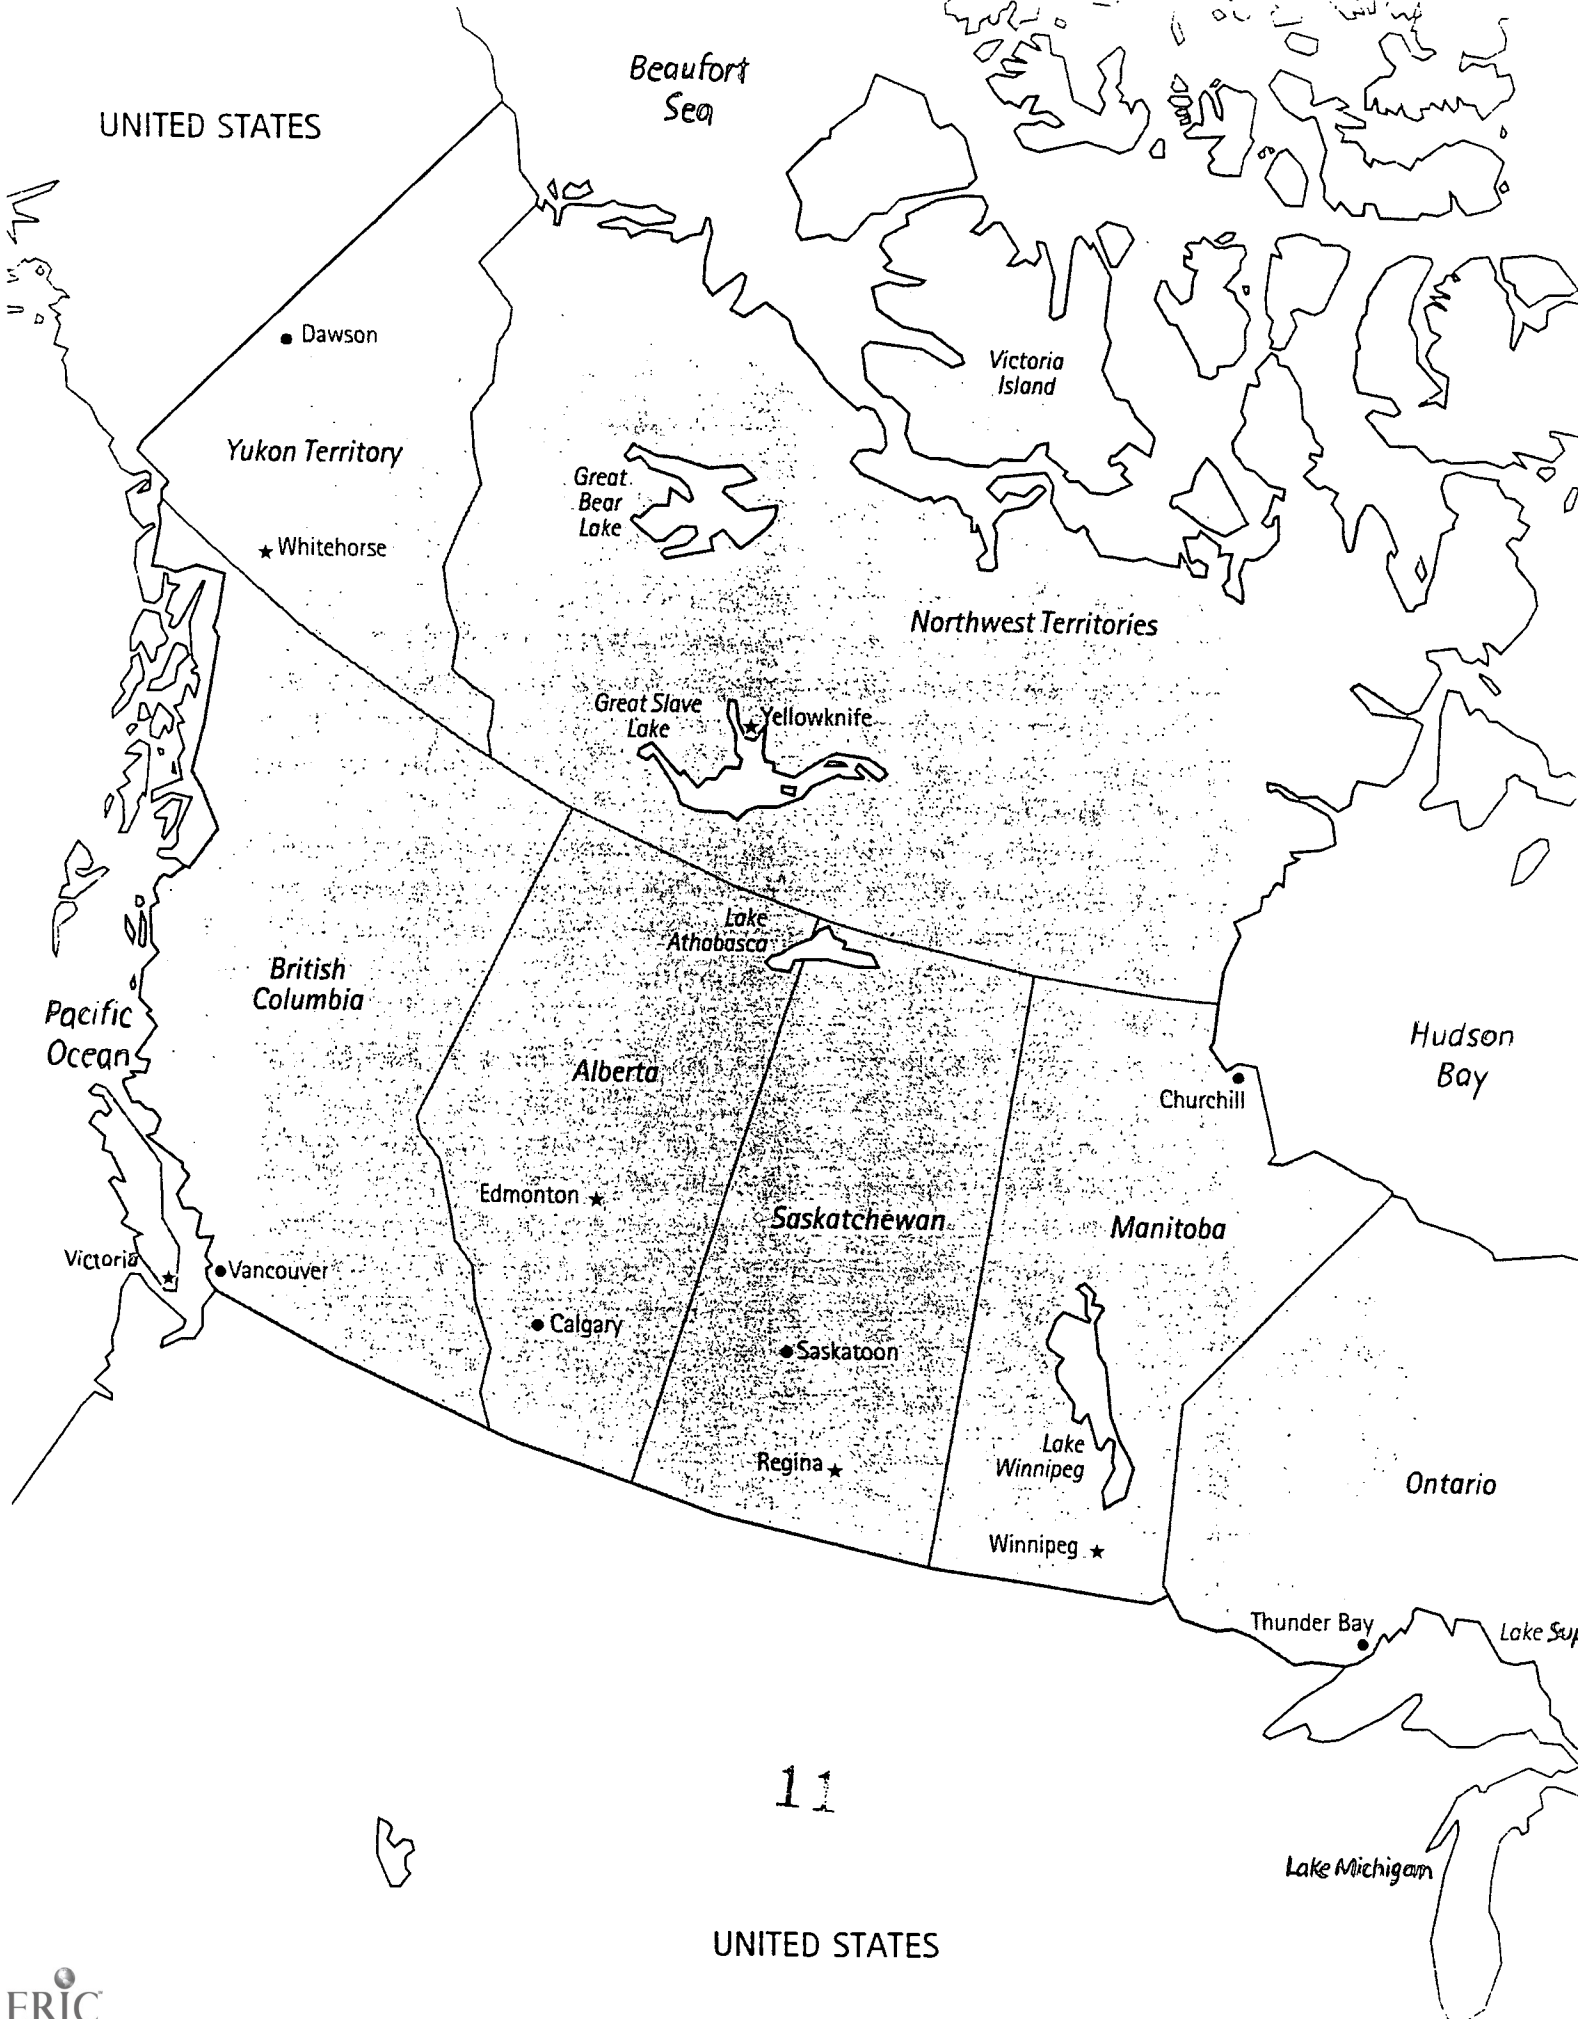 Beaufort
Sea
UNITED STATES
Dawson
Victoria
Island
Yukon Territory
Great
Bear
Lake
Whitehorse
Northwest Territories
Great Slave
Lake
Yellowknife
Lake
Athabasca
British
Columbia
Pacific
Ocean
Hudson
Bay
Alberta
Churchill
Edmonton
Saskatchewan
Manitoba
Victoria
Vancouver
Calgary
Saskatoon
Lake
Winnipeg
Regina
Ontario
Winnipeg
Thunder Bay
Lake Sup
11
Lake Michigan
UNITED STATES
ERIC